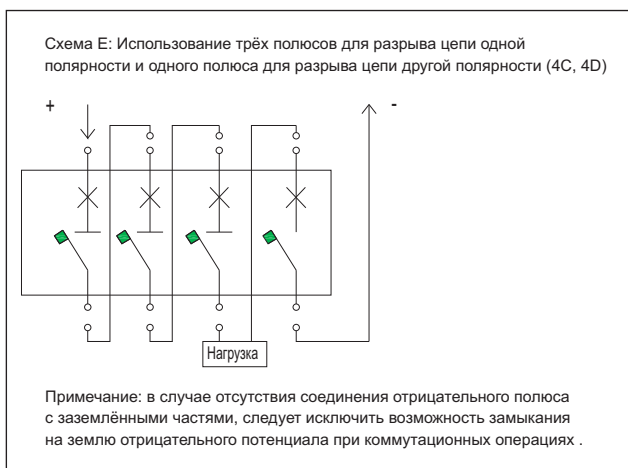 Схема E: Использование трёх полюсов для разрыва цепи одной
полярности и одного полюса для разрыва цепи другой полярности (4C, 4D)
+ -
Нагрузка
Примечание: в случае отсутствия соединения отрицательного полюса
с заземлёнными частями, следует исключить возможность замыкания
на землю отрицательного потенциала при коммутационных операциях .